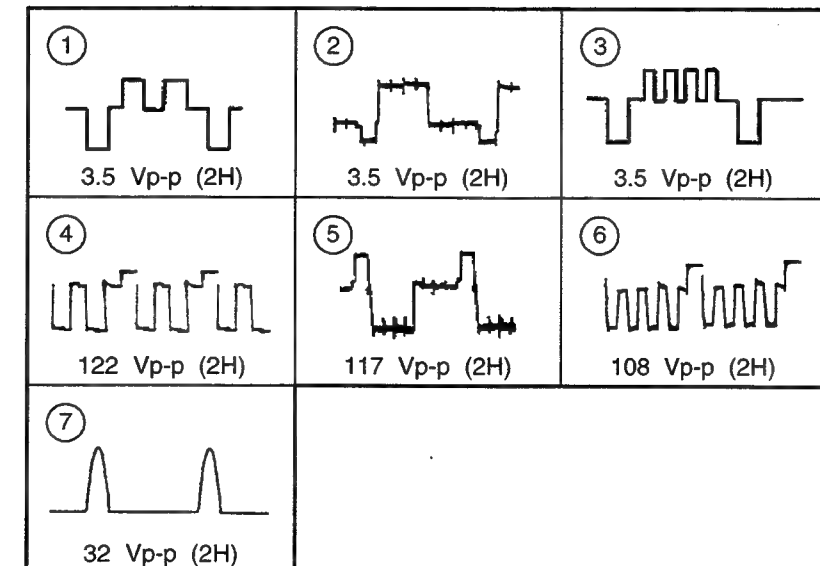 ① ② ③
3.5 Vp-p (2H) 3.5 Vp-p (2H) 3.5 Vp-p (2H)
④ ⑤ ⑥
122 Vp-p (2H) 117 Vp-p (2H) 108 Vp-p (2H)
⑦
32 Vp-p (2H)